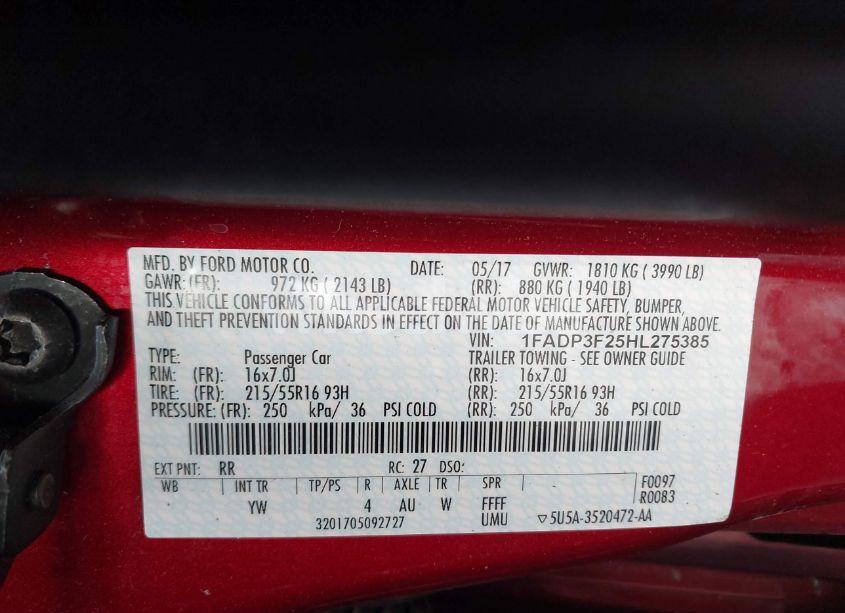 MFD. BY FORD MOTOR CO. DATE: 05/17 GVWR: 1810 KG ( 3990 LB)
GAWR: (FR): 972 KG ( 2143 LB) (RR): 880 KG ( 1940 LB)
THIS VEHICLE CONFORMS TO ALL APPLICABLE FEDERAL MOTOR VEHICLE SAFETY, BUMPER,
AND THEFT PREVENTION STANDARDS IN EFFECT ON THE DATE OF MANUFACTURE SHOWN ABOVE.
VIN: 1FADP3F25HL275385
TYPE: Passenger Car TRAILER TOWING - SEE OWNER GUIDE
RIM: (FR): 16x7.0J (RR): 16x7.0J
TIRE: (FR): 215/55R16 93H (RR): 215/55R16 93H
PRESSURE: (FR): 250 kPa/ 36 PSI COLD (RR): 250 kPa/ 36 PSI COLD
EXT PNT: RR RC: 27 DSO: F0097
WB INT TR TP/PS R AXLE TR SPR R0083
YW 4 AU W FFFF
3201705092727 UMU ▽5U5A-3520472-AA